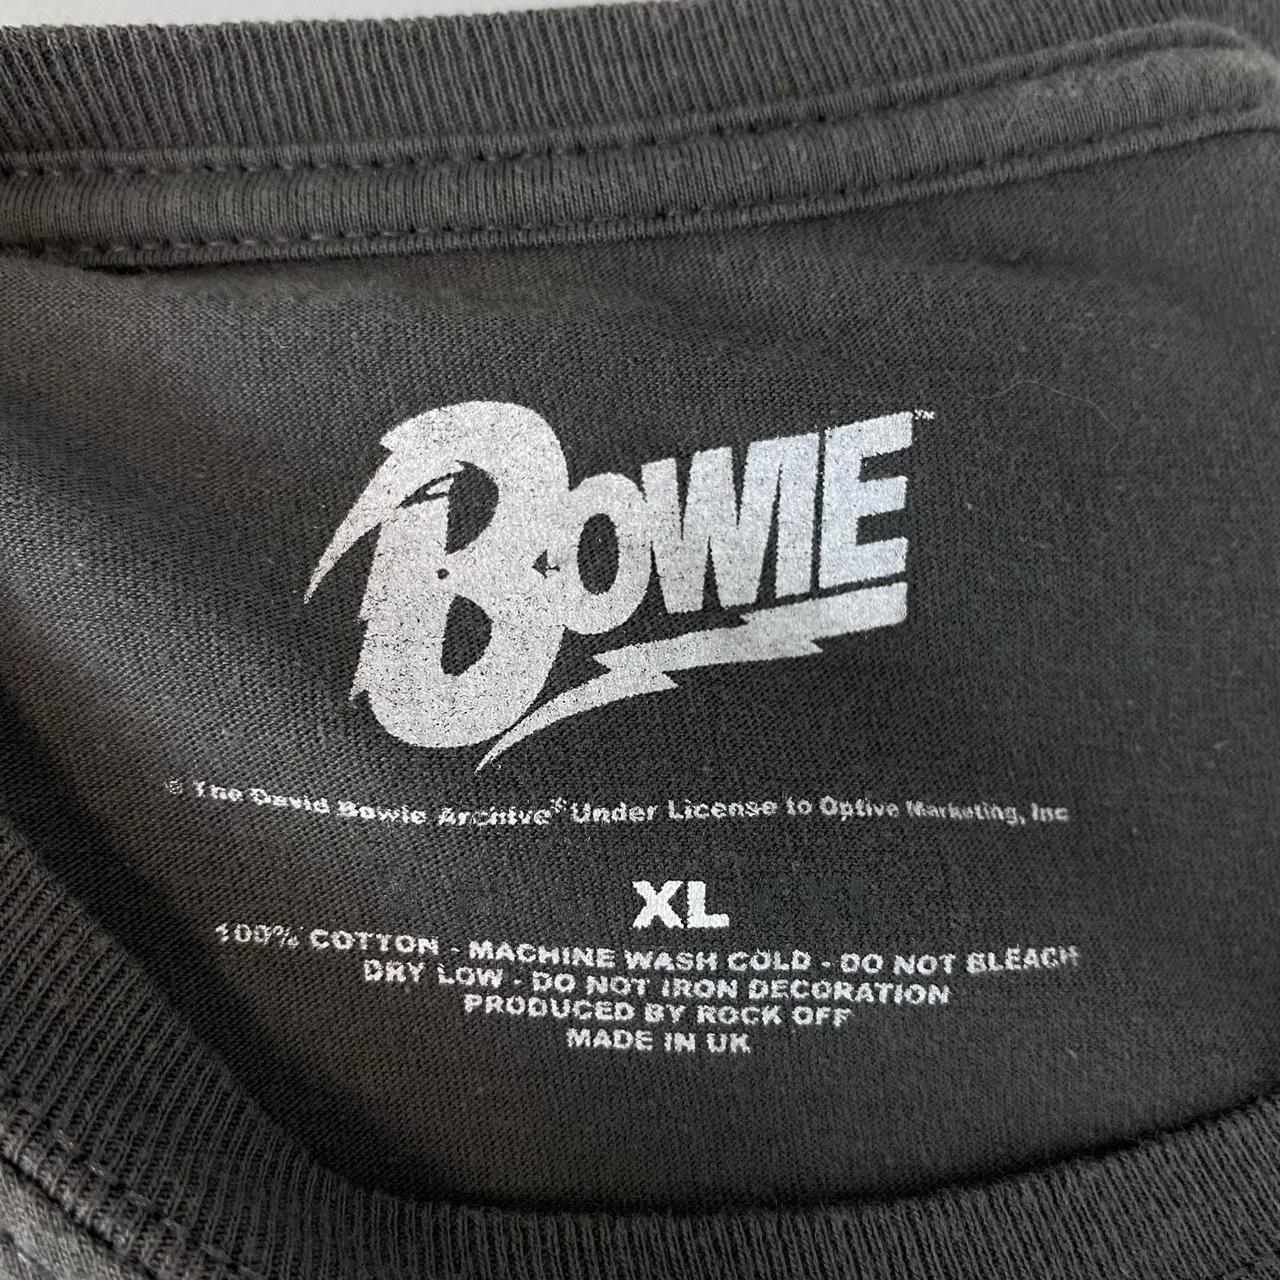 BOWIE™
© The David Bowie Archive® Under License to Optive Marketing, Inc
XL
100% COTTON - MACHINE WASH COLD - DO NOT BLEACH
DRY LOW - DO NOT IRON DECORATION
PRODUCED BY ROCK OFF
MADE IN UK